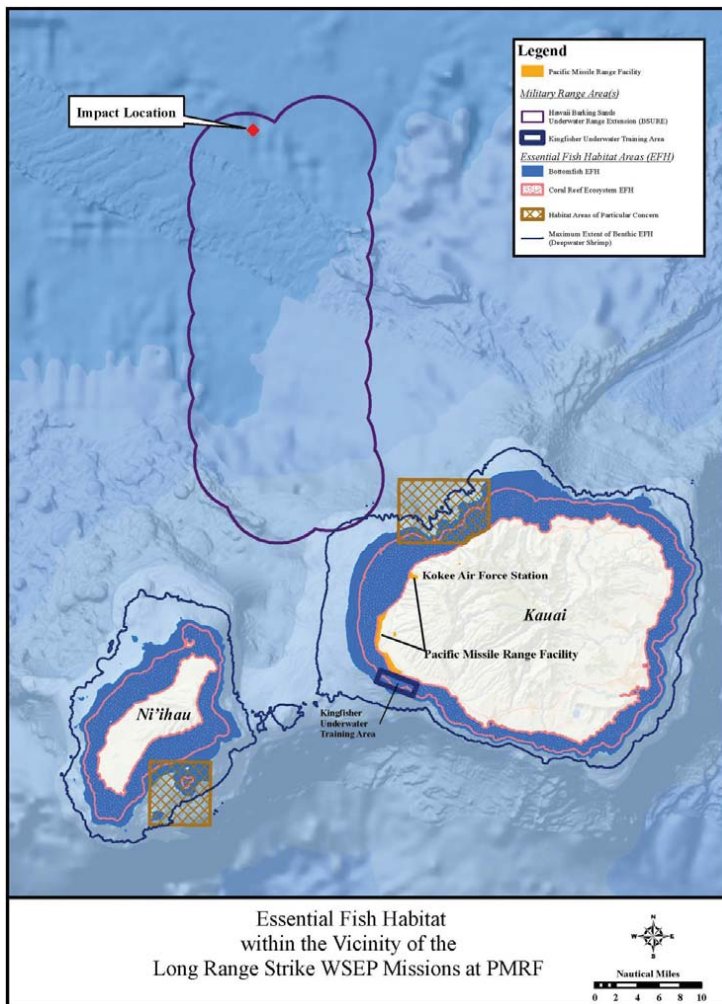 Impact Location
Legend
Pacific Missile Range Facility
Military Range Area(s)
Hawaii Barking Sands
Underwater Range Extension (BSURE)
Kingfisher Underwater Training Area
Essential Fish Habitat Areas (EFH)
Bottomfish EFH
Coral Reef Ecosystem EFH
Habitat Areas of Particular Concern
Maximum Extent of Benthic EFH
(Deepwater Shrimp)
Kokee Air Force Station
Kauai
Pacific Missile Range Facility
Ni'ihau
Kingfisher
Underwater
Training Area
Essential Fish Habitat
within the Vicinity of the
Long Range Strike WSEP Missions at PMRF
N
W E
S
Nautical Miles
0 2 4 6 8 10